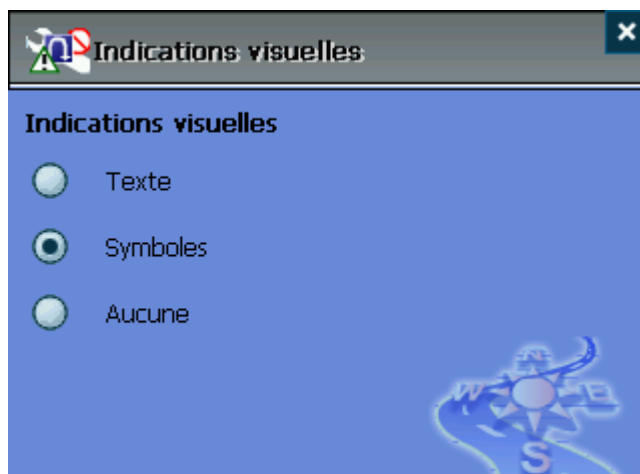 Indications visuelles
Indications visuelles
Texte
Symboles
Aucune
N
W E
S